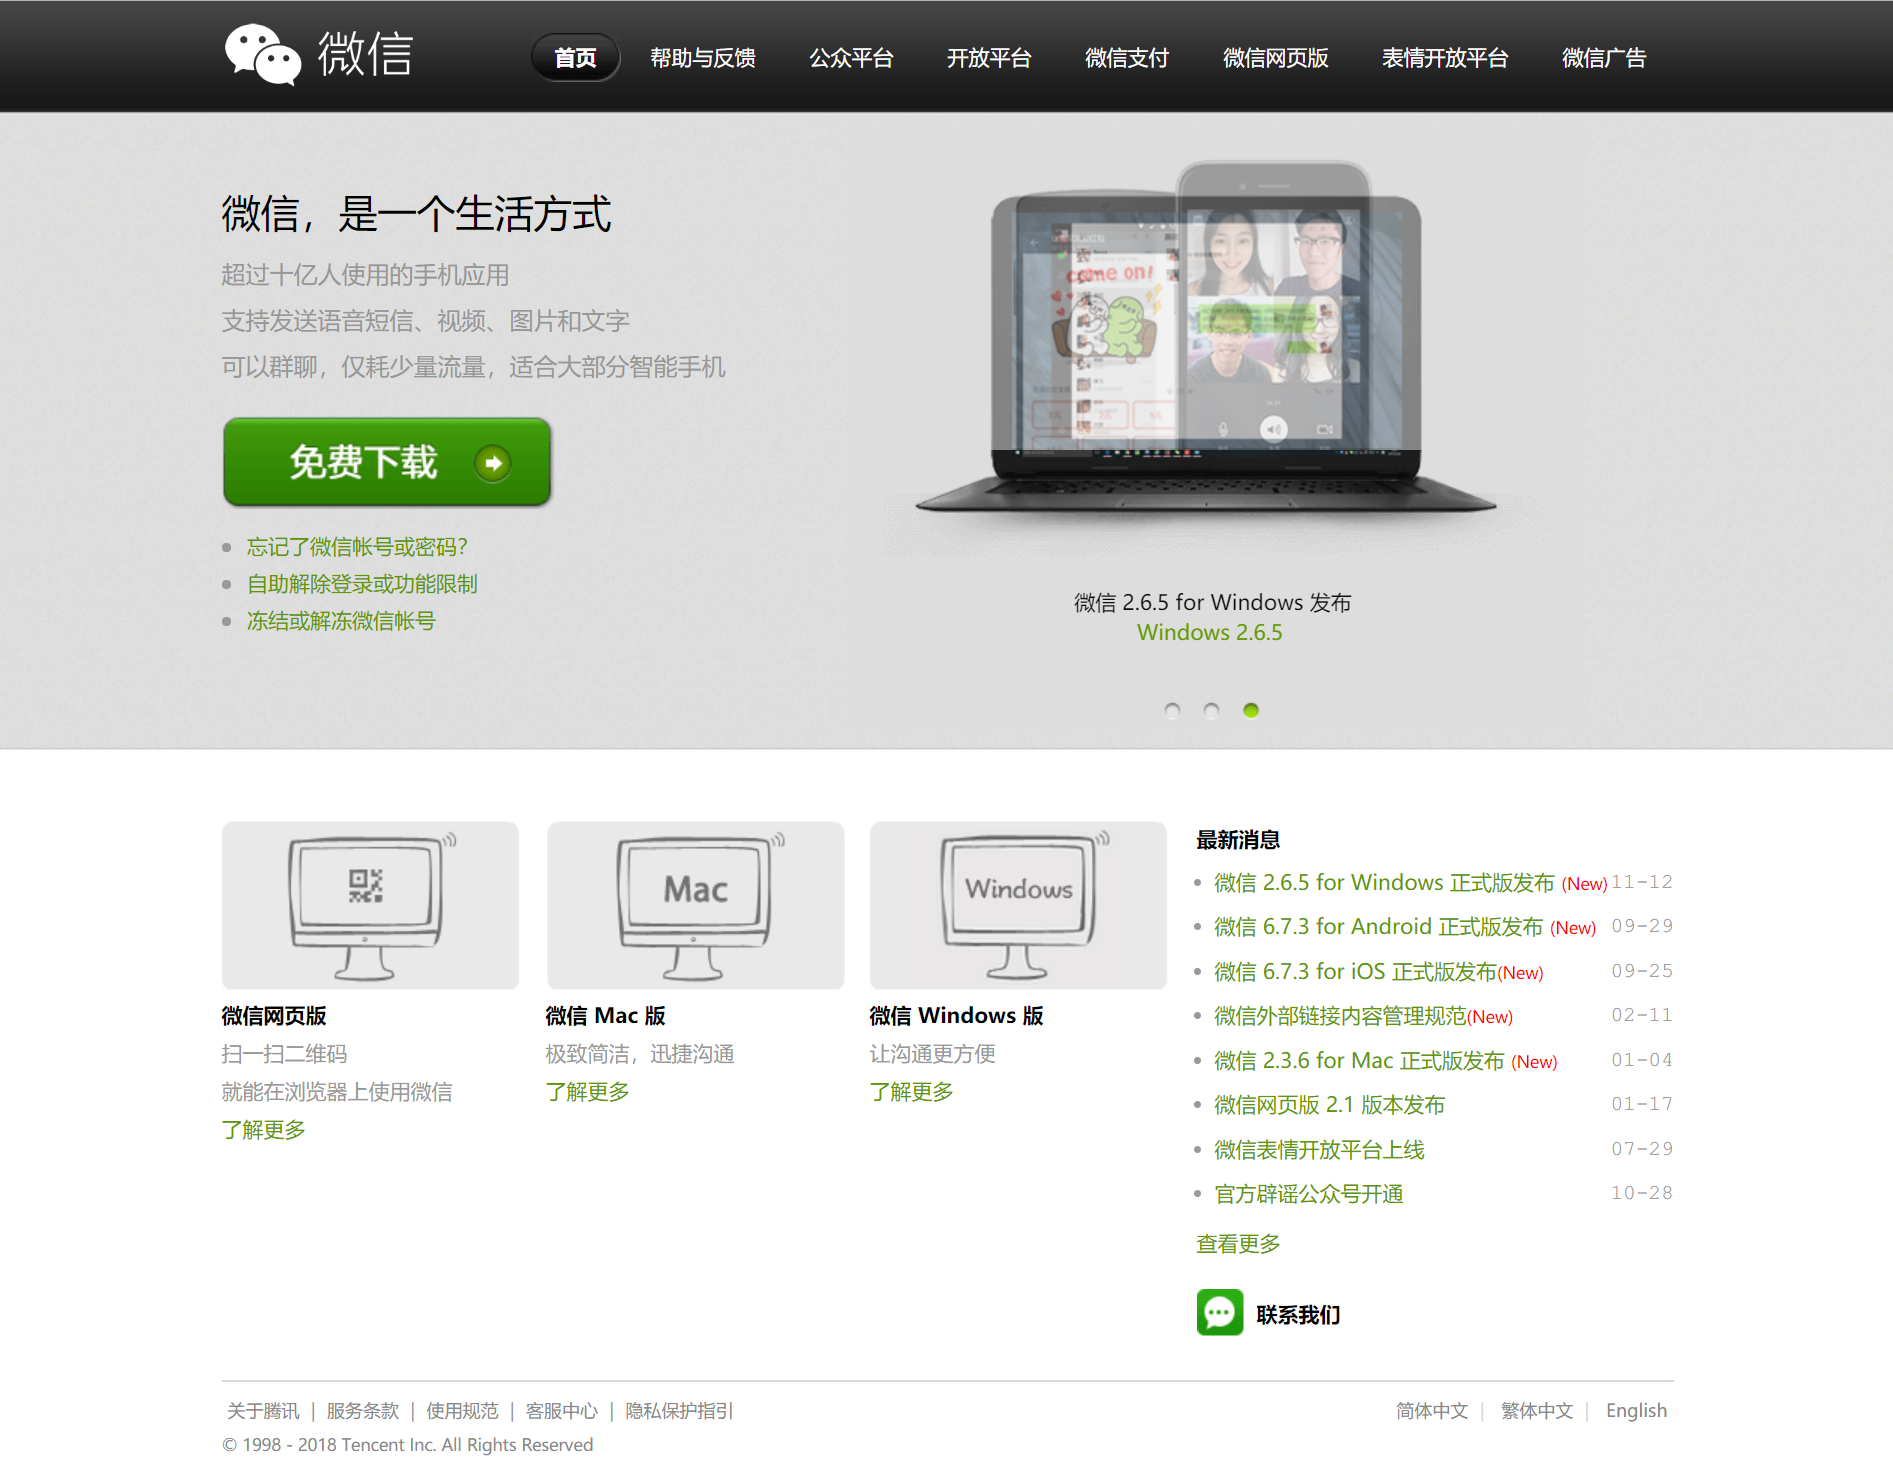 微信
首页 帮助与反馈 公众平台 开放平台 微信支付 微信网页版 表情开放平台 微信广告
微信，是一个生活方式
超过十亿人使用的手机应用
支持发送语音短信、视频、图片和文字
可以群聊，仅耗少量流量，适合大部分智能手机
免费下载
忘记了微信帐号或密码？
自助解除登录或功能限制
冻结或解冻微信帐号
come on!
微信 2.6.5 for Windows 发布
Windows 2.6.5
Mac
Windows
微信网页版
扫一扫二维码
就能在浏览器上使用微信
了解更多
微信 Mac 版
极致简洁，迅捷沟通
了解更多
微信 Windows 版
让沟通更方便
了解更多
最新消息
微信 2.6.5 for Windows 正式版发布 (New) 11-12
微信 6.7.3 for Android 正式版发布 (New) 09-29
微信 6.7.3 for iOS 正式版发布(New) 09-25
微信外部链接内容管理规范(New) 02-11
微信 2.3.6 for Mac 正式版发布 (New) 01-04
微信网页版 2.1 版本发布 01-17
微信表情开放平台上线 07-29
官方辟谣公众号开通 10-28
查看更多
联系我们
关于腾讯 | 服务条款 | 使用规范 | 客服中心 | 隐私保护指引
简体中文 | 繁体中文 | English
© 1998 - 2018 Tencent Inc. All Rights Reserved